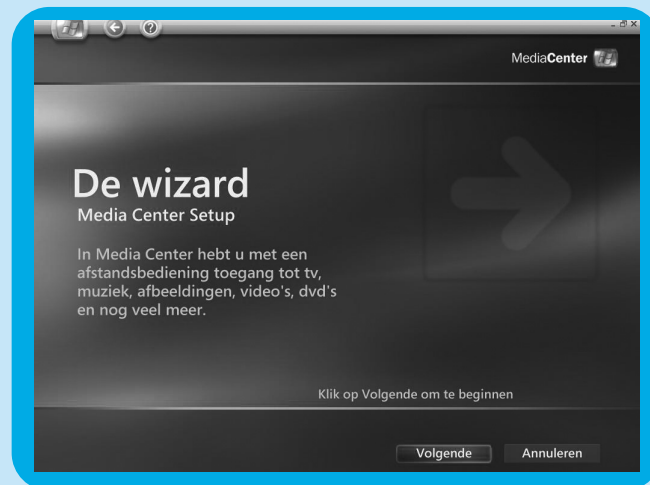 MediaCenter
De wizard
Media Center Setup
In Media Center hebt u met een
afstandsbediening toegang tot tv,
muziek, afbeeldingen, video's, dvd's
en nog veel meer.
Klik op Volgende om te beginnen
Volgende Annuleren